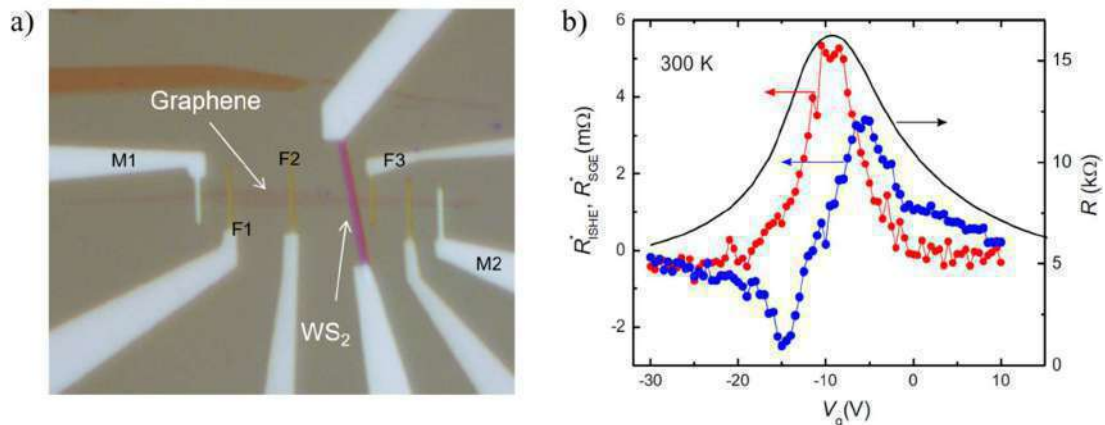 a)
Graphene
M1
F2
F3
F1
M2
WS₂
b)
300 K
R*ISHE, R*SGE (mΩ)
6
4
2
0
-2
R (kΩ)
15
10
5
0
-30
-20
-10
0
10
Vg(V)